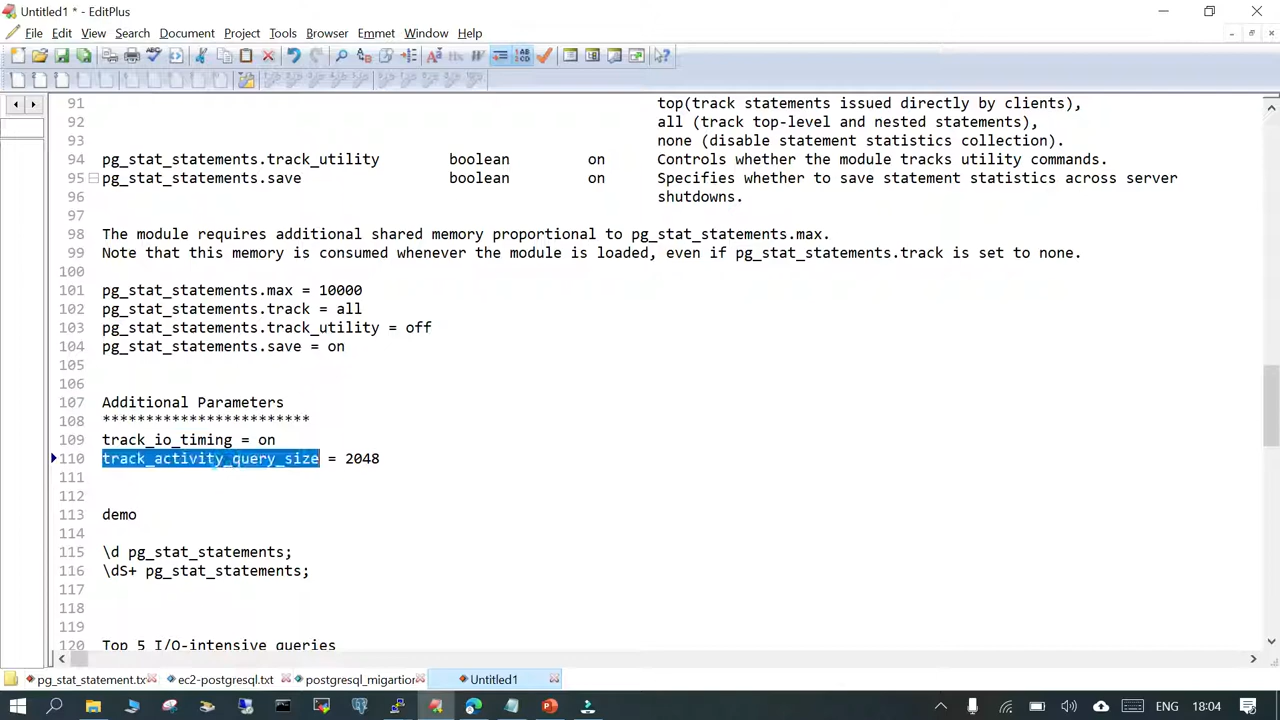 Untitled1 * - EditPlus
File Edit View Search Document Project Tools Browser Emmet Window Help
91 top(track statements issued directly by clients),
92 all (track top-level and nested statements),
93 none (disable statement statistics collection).
94 pg_stat_statements.track_utility boolean on Controls whether the module tracks utility commands.
95 pg_stat_statements.save boolean on Specifies whether to save statement statistics across server
96 shutdowns.
97
98 The module requires additional shared memory proportional to pg_stat_statements.max.
99 Note that this memory is consumed whenever the module is loaded, even if pg_stat_statements.track is set to none.
100
101 pg_stat_statements.max = 10000
102 pg_stat_statements.track = all
103 pg_stat_statements.track_utility = off
104 pg_stat_statements.save = on
105
106
107 Additional Parameters
108 ************************
109 track_io_timing = on
110 track_activity_query_size = 2048
111
112
113 demo
114
115 \d pg_stat_statements;
116 \dS+ pg_stat_statements;
117
118
119
120 Top 5 I/O-intensive queries
pg_stat_statement.tx ec2-postgresql.txt postgresql_migartion Untitled1
ENG 18:04